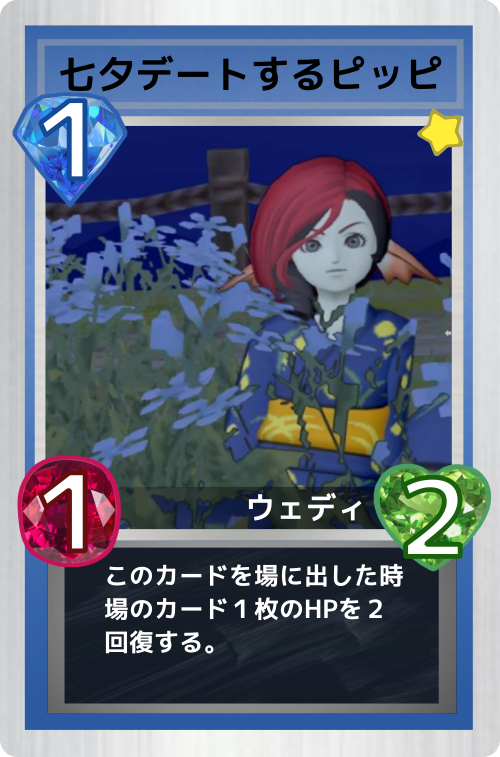 七夕デートするピッピ
1
ウェディ
1
2
このカードを場に出した時
場のカード１枚のHPを２
回復する。